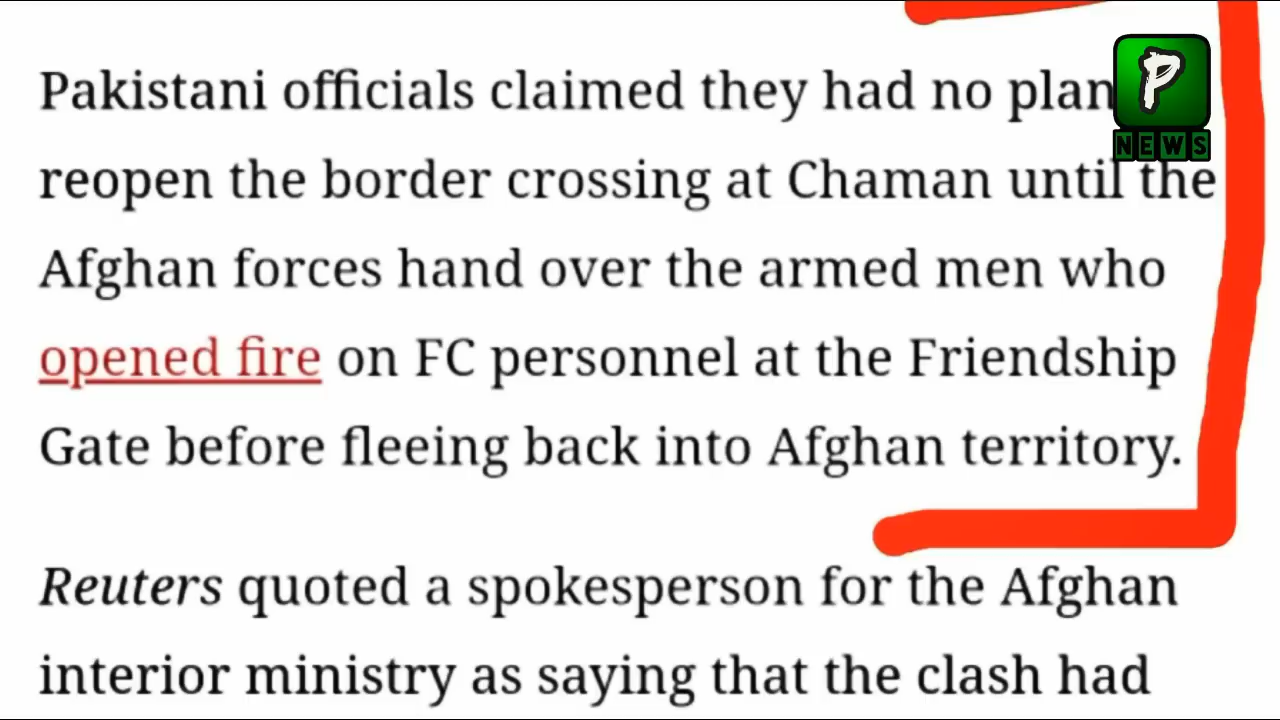 Pakistani officials claimed they had no plan
reopen the border crossing at Chaman until the
Afghan forces hand over the armed men who
opened fire on FC personnel at the Friendship
Gate before fleeing back into Afghan territory.
Reuters quoted a spokesperson for the Afghan
interior ministry as saying that the clash had
P
NEWS